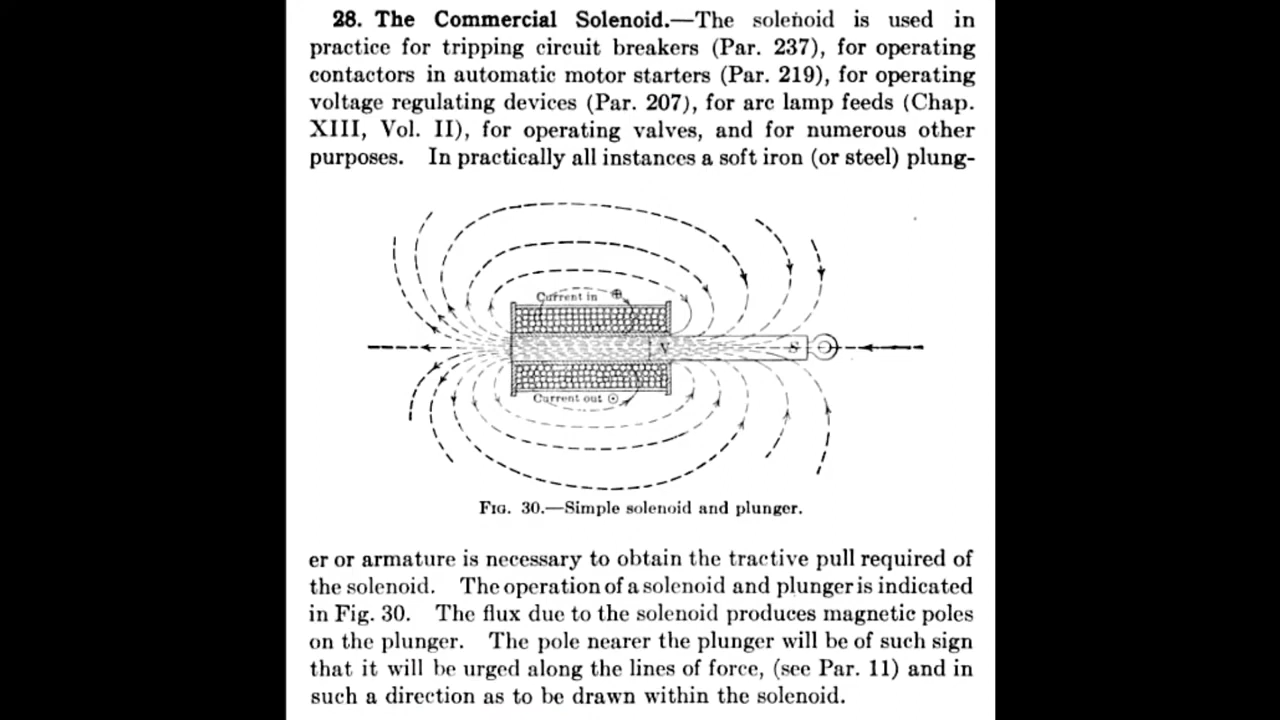 28. The Commercial Solenoid.—The solenoid is used in
practice for tripping circuit breakers (Par. 237), for operating
contactors in automatic motor starters (Par. 219), for operating
voltage regulating devices (Par. 207), for arc lamp feeds (Chap.
XIII, Vol. II), for operating valves, and for numerous other
purposes. In practically all instances a soft iron (or steel) plung-
Current in
N S
Current out
FIG. 30.—Simple solenoid and plunger.
er or armature is necessary to obtain the tractive pull required of
the solenoid. The operation of a solenoid and plunger is indicated
in Fig. 30. The flux due to the solenoid produces magnetic poles
on the plunger. The pole nearer the plunger will be of such sign
that it will be urged along the lines of force, (see Par. 11) and in
such a direction as to be drawn within the solenoid.